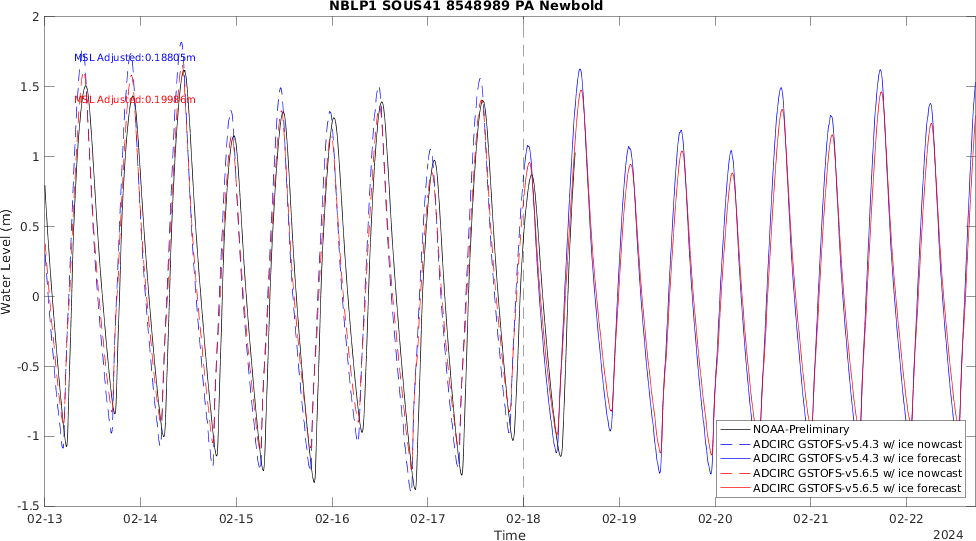 NBLP1 SOUS41 8548989 PA Newbold
2
MSL Adjusted:0.18805m
1.5
MSL Adjusted:0.19986m
1
0.5
Water Level (m)
0
-0.5
-1
NOAA-Preliminary
ADCIRC GSTOFS-v5.4.3 w/ ice nowcast
ADCIRC GSTOFS-v5.4.3 w/ ice forecast
ADCIRC GSTOFS-v5.6.5 w/ ice nowcast
ADCIRC GSTOFS-v5.6.5 w/ ice forecast
-1.5
02-13 02-14 02-15 02-16 02-17 02-18 02-19 02-20 02-21 02-22
Time
2024